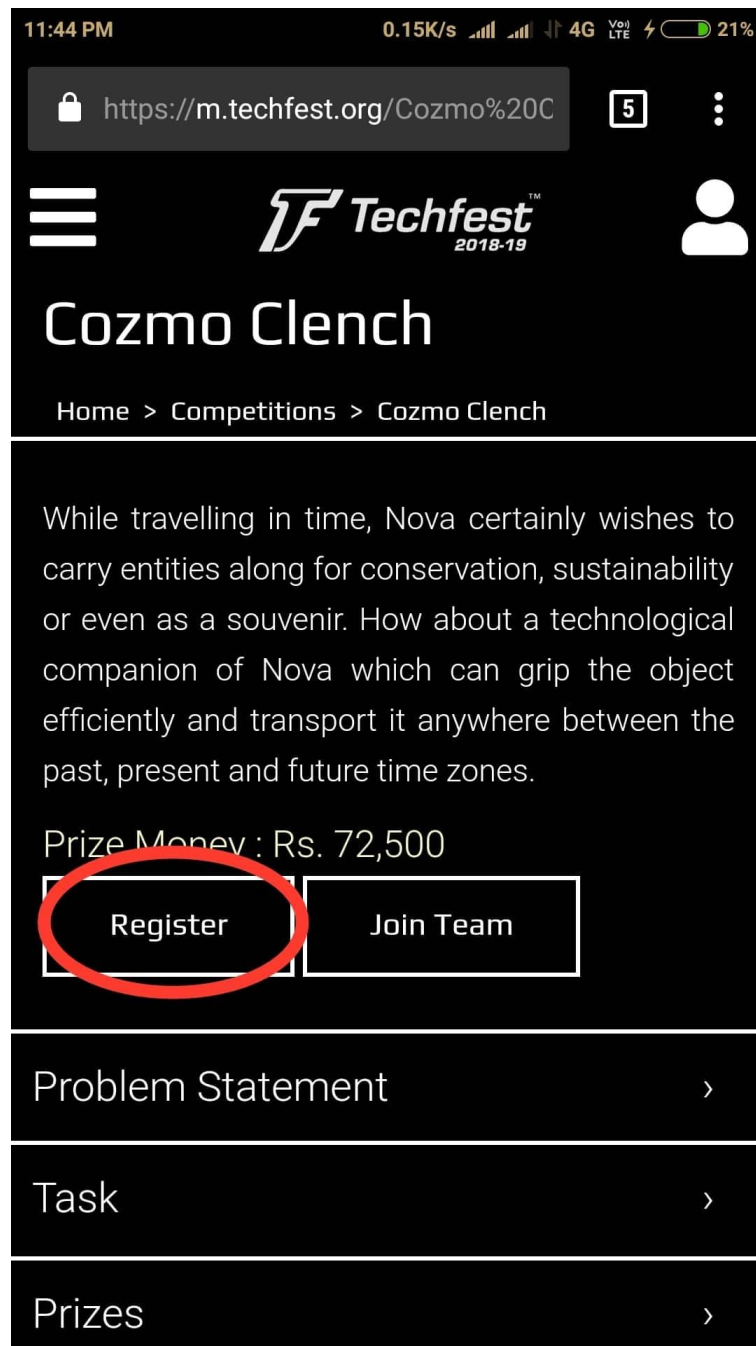 11:44 PM 0.15K/s 4G Vo)) LTE 21%
https://m.techfest.org/Cozmo%20C 5
TF Techfest™
2018-19
Cozmo Clench
Home > Competitions > Cozmo Clench
While travelling in time, Nova certainly wishes to
carry entities along for conservation, sustainability
or even as a souvenir. How about a technological
companion of Nova which can grip the object
efficiently and transport it anywhere between the
past, present and future time zones.
Prize Money : Rs. 72,500
Register Join Team
Problem Statement ›
Task ›
Prizes ›